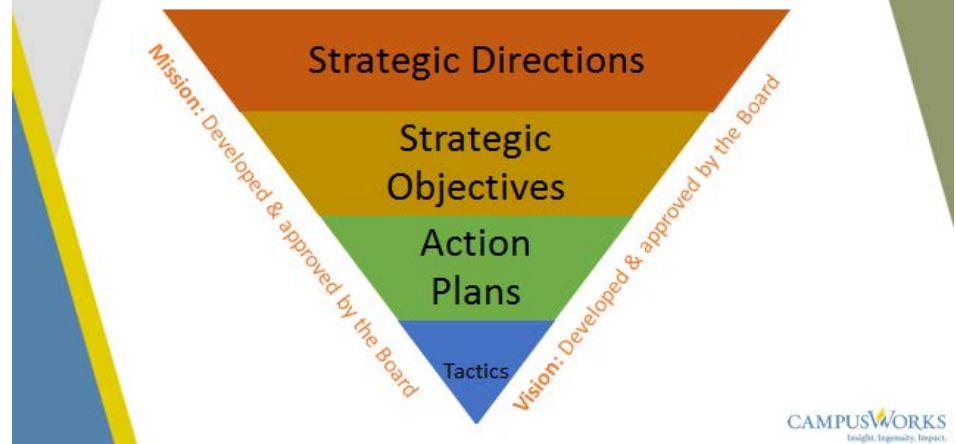 Strategic Directions
Mission: Developed & approved by the Board
Vision: Developed & approved by the Board
Strategic
Objectives
Action
Plans
Tactics
CAMPUSWORKS
Insight. Ingenuity. Impact.